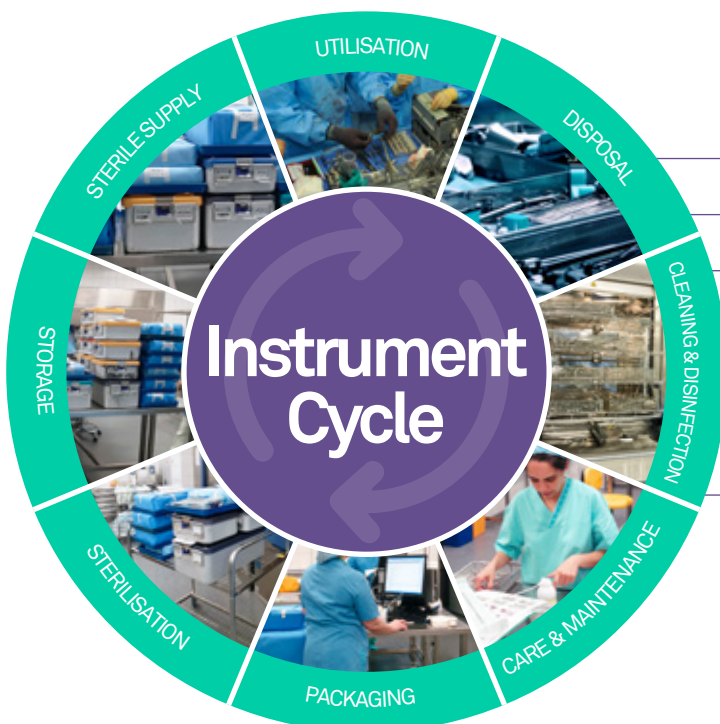 UTILISATION
DISPOSAL
CLEANING & DISINFECTION
CARE & MAINTENANCE
PACKAGING
STERILISATION
STORAGE
STERILE SUPPLY
Instrument
Cycle